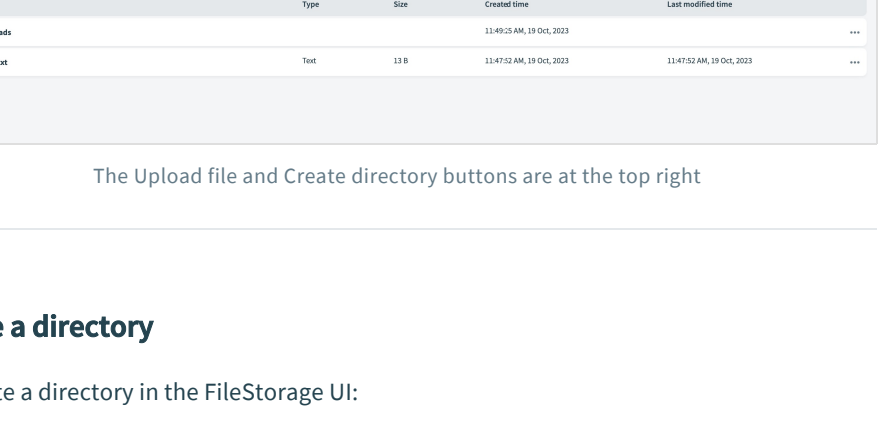 Type Size Created time Last modified time
ads 11:49:25 AM, 19 Oct, 2023
xt Text 13 B 11:47:52 AM, 19 Oct, 2023 11:47:52 AM, 19 Oct, 2023
The Upload file and Create directory buttons are at the top right
e a directory
te a directory in the FileStorage UI: